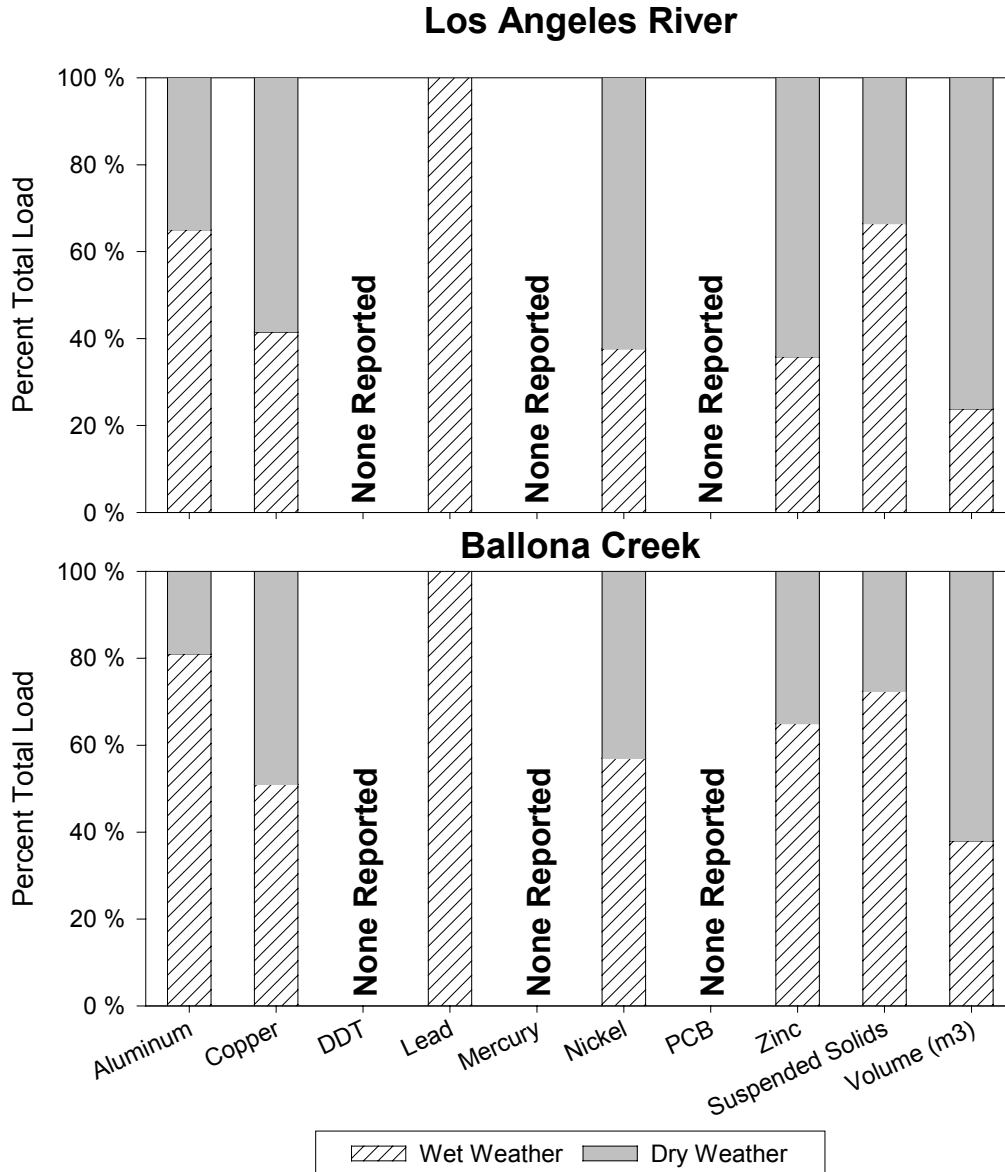 Los Angeles River
Percent Total Load
100 %
80 %
60 %
40 %
20 %
0 %
None Reported
None Reported
None Reported
Ballona Creek
Percent Total Load
100 %
80 %
60 %
40 %
20 %
0 %
None Reported
None Reported
None Reported
Aluminum
Copper
DDT
Lead
Mercury
Nickel
PCB
Zinc
Suspended Solids
Volume (m3)
Wet Weather
Dry Weather